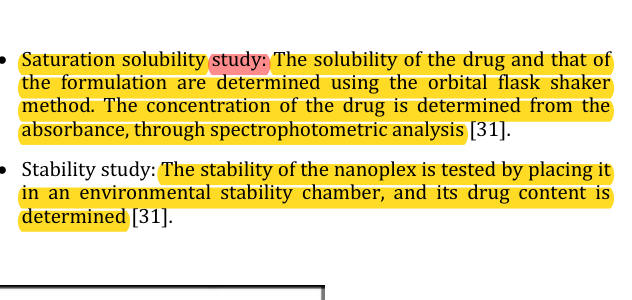 • Saturation solubility study: The solubility of the drug and that of
the formulation are determined using the orbital flask shaker
method. The concentration of the drug is determined from the
absorbance, through spectrophotometric analysis [31].
• Stability study: The stability of the nanoplex is tested by placing it
in an environmental stability chamber, and its drug content is
determined [31].